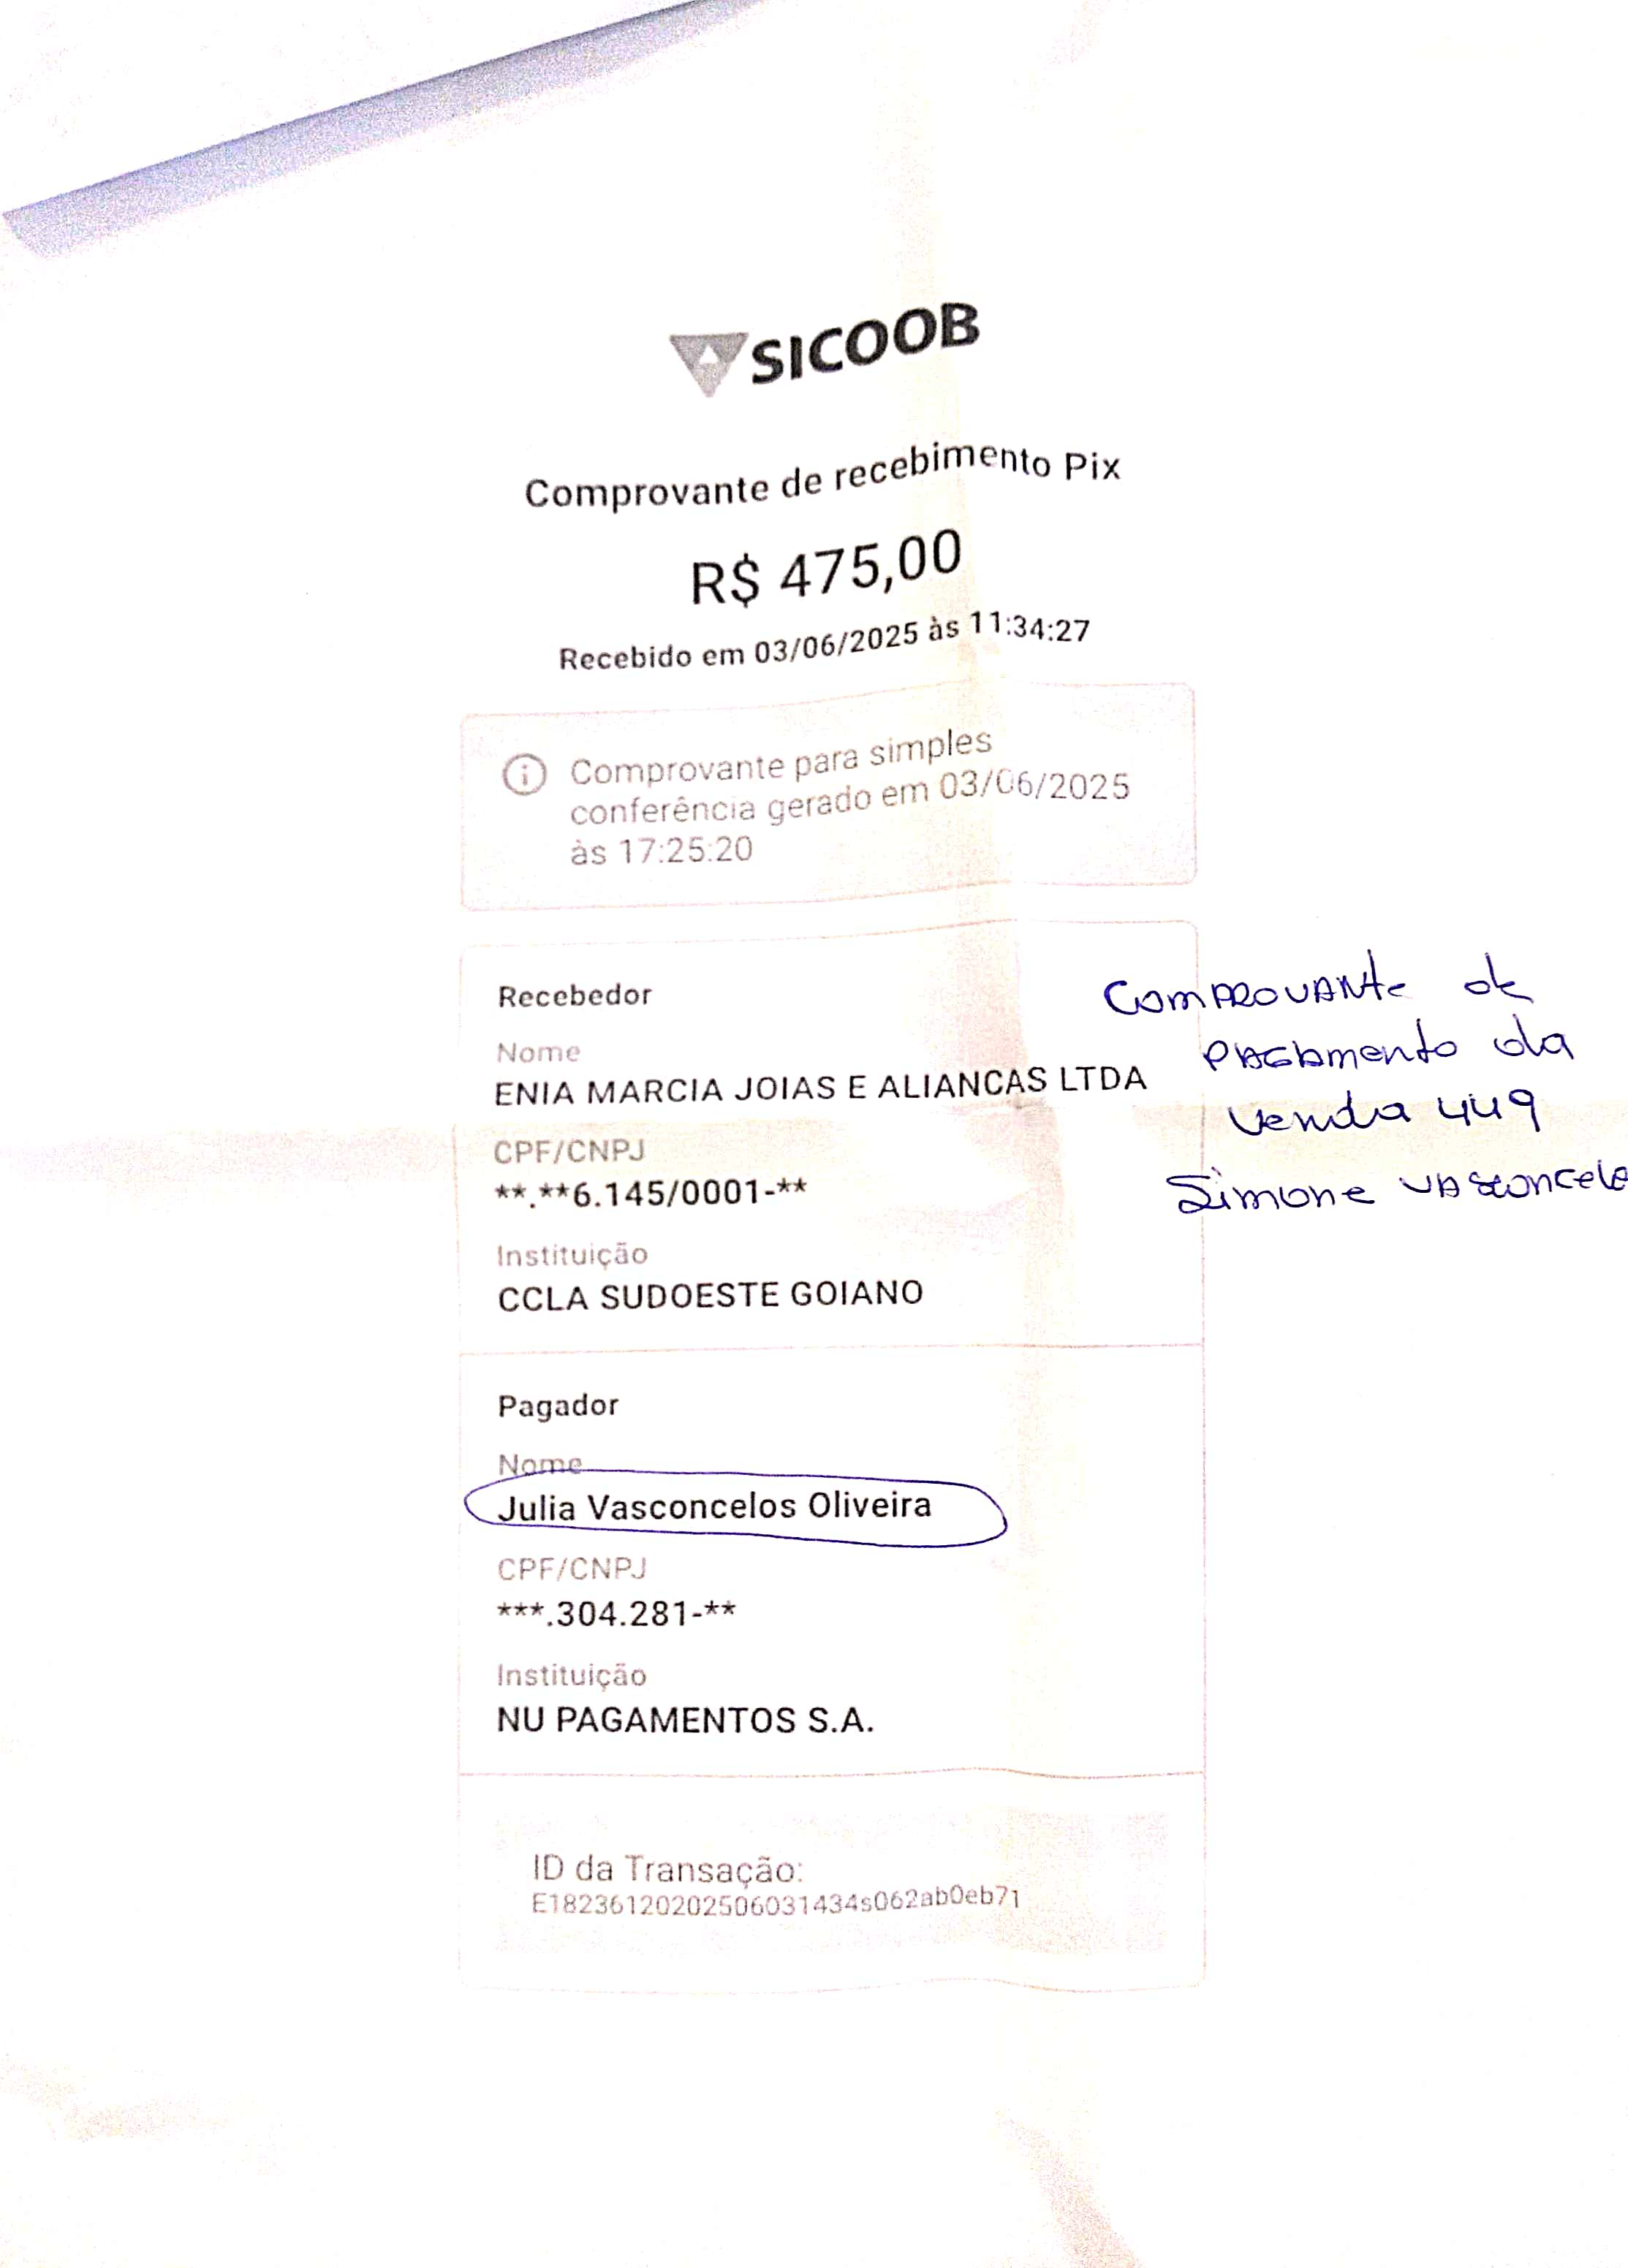 SICOOB
Comprovante de recebimento Pix
R$ 475,00
Recebido em 03/06/2025 às 11:34:27
Comprovante para simples
conferência gerado em 03/06/2025
às 17:25:20
Recebedor
Nome
ENIA MARCIA JOIAS E ALIANCAS LTDA
CPF/CNPJ
**.**6.145/0001-**
Instituição
CCLA SUDOESTE GOIANO
Comprovante de
Pagamento da
Venda 449
Simone Vasconcelo
Pagador
Nome
Julia Vasconcelos Oliveira
CPF/CNPJ
***.304.281-**
Instituição
NU PAGAMENTOS S.A.
ID da Transação:
E18236120202506031434s062ab0eb71